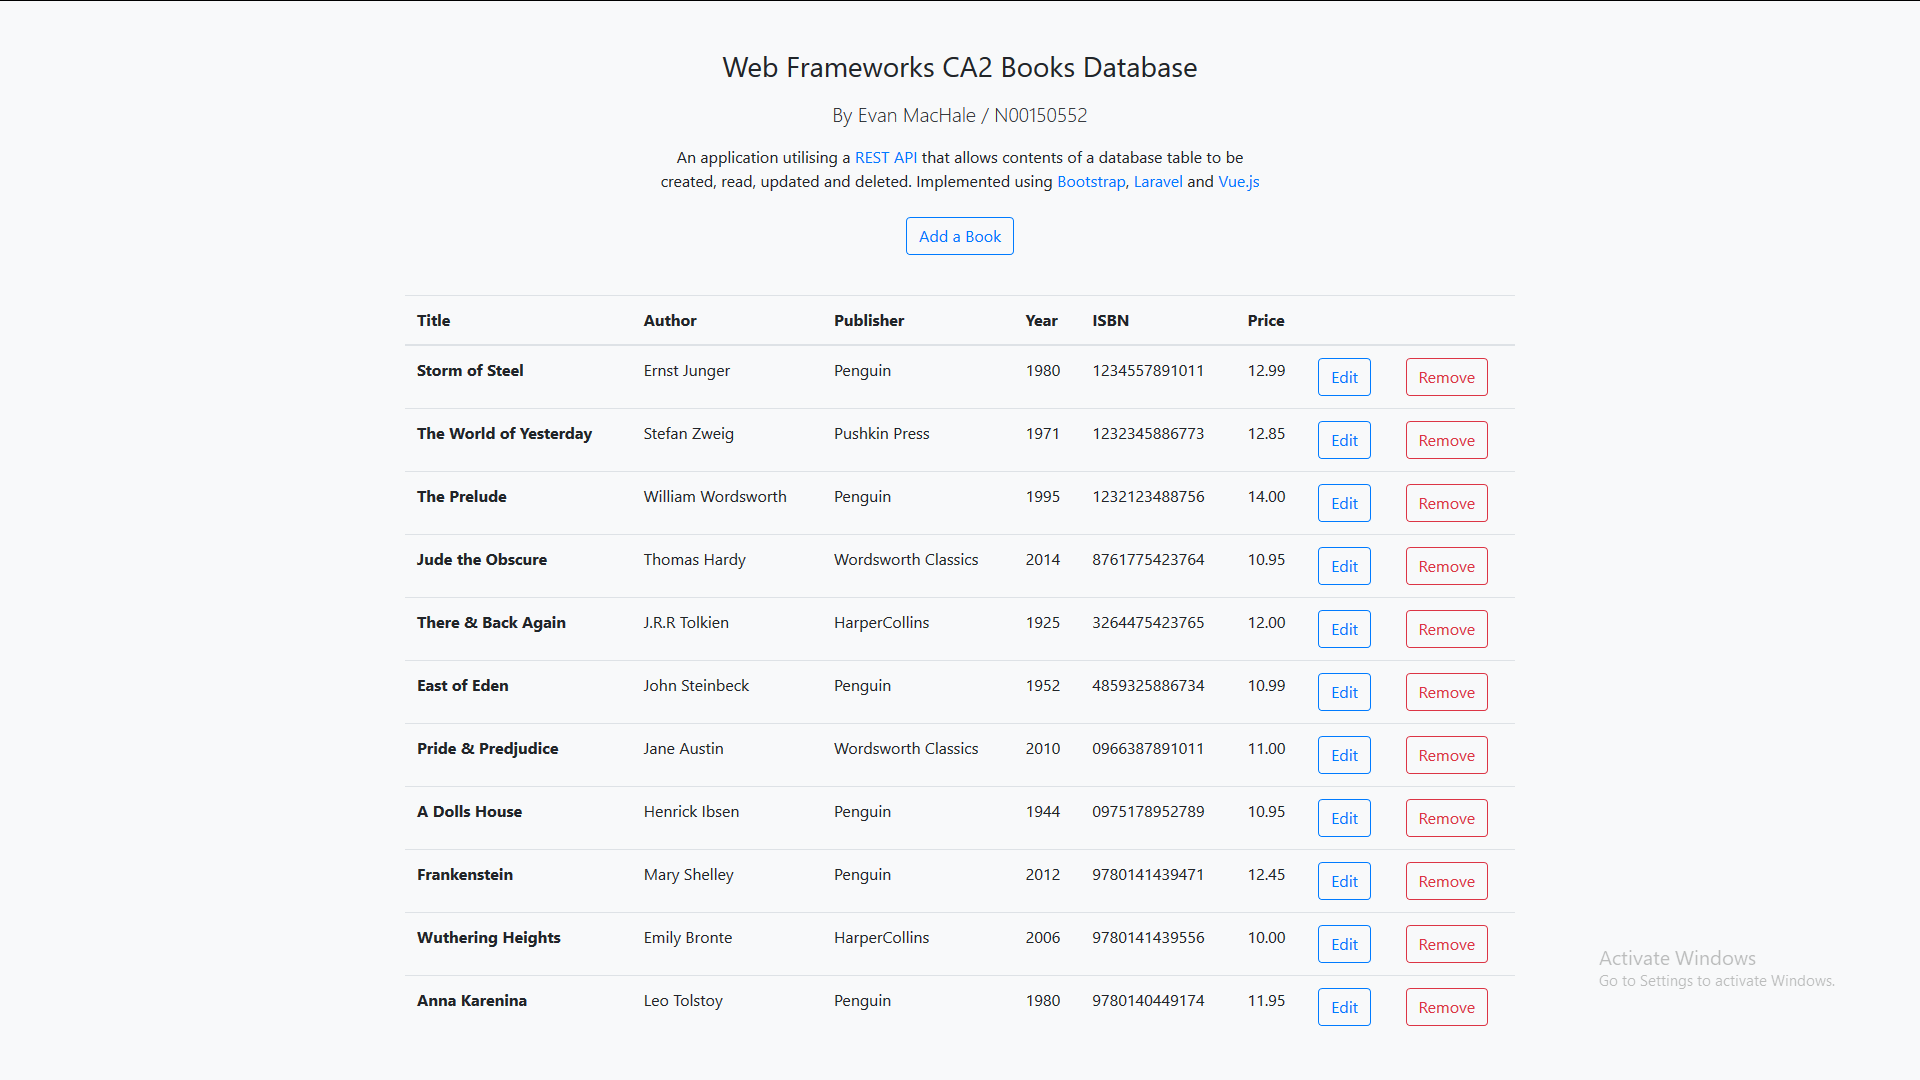 Web Frameworks CA2 Books Database
By Evan MacHale / N00150552
An application utilising a REST API that allows contents of a database table to be
created, read, updated and deleted. Implemented using Bootstrap, Laravel and Vue.js
Add a Book
Title Author Publisher Year ISBN Price
Storm of Steel Ernst Junger Penguin 1980 1234557891011 12.99 Edit Remove
The World of Yesterday Stefan Zweig Pushkin Press 1971 1232345886773 12.85 Edit Remove
The Prelude William Wordsworth Penguin 1995 1232123488756 14.00 Edit Remove
Jude the Obscure Thomas Hardy Wordsworth Classics 2014 8761775423764 10.95 Edit Remove
There & Back Again J.R.R Tolkien HarperCollins 1925 3264475423765 12.00 Edit Remove
East of Eden John Steinbeck Penguin 1952 4859325886734 10.99 Edit Remove
Pride & Predjudice Jane Austin Wordsworth Classics 2010 0966387891011 11.00 Edit Remove
A Dolls House Henrick Ibsen Penguin 1944 0975178952789 10.95 Edit Remove
Frankenstein Mary Shelley Penguin 2012 9780141439471 12.45 Edit Remove
Wuthering Heights Emily Bronte HarperCollins 2006 9780141439556 10.00 Edit Remove
Activate Windows
Go to Settings to activate Windows.
Anna Karenina Leo Tolstoy Penguin 1980 9780140449174 11.95 Edit Remove